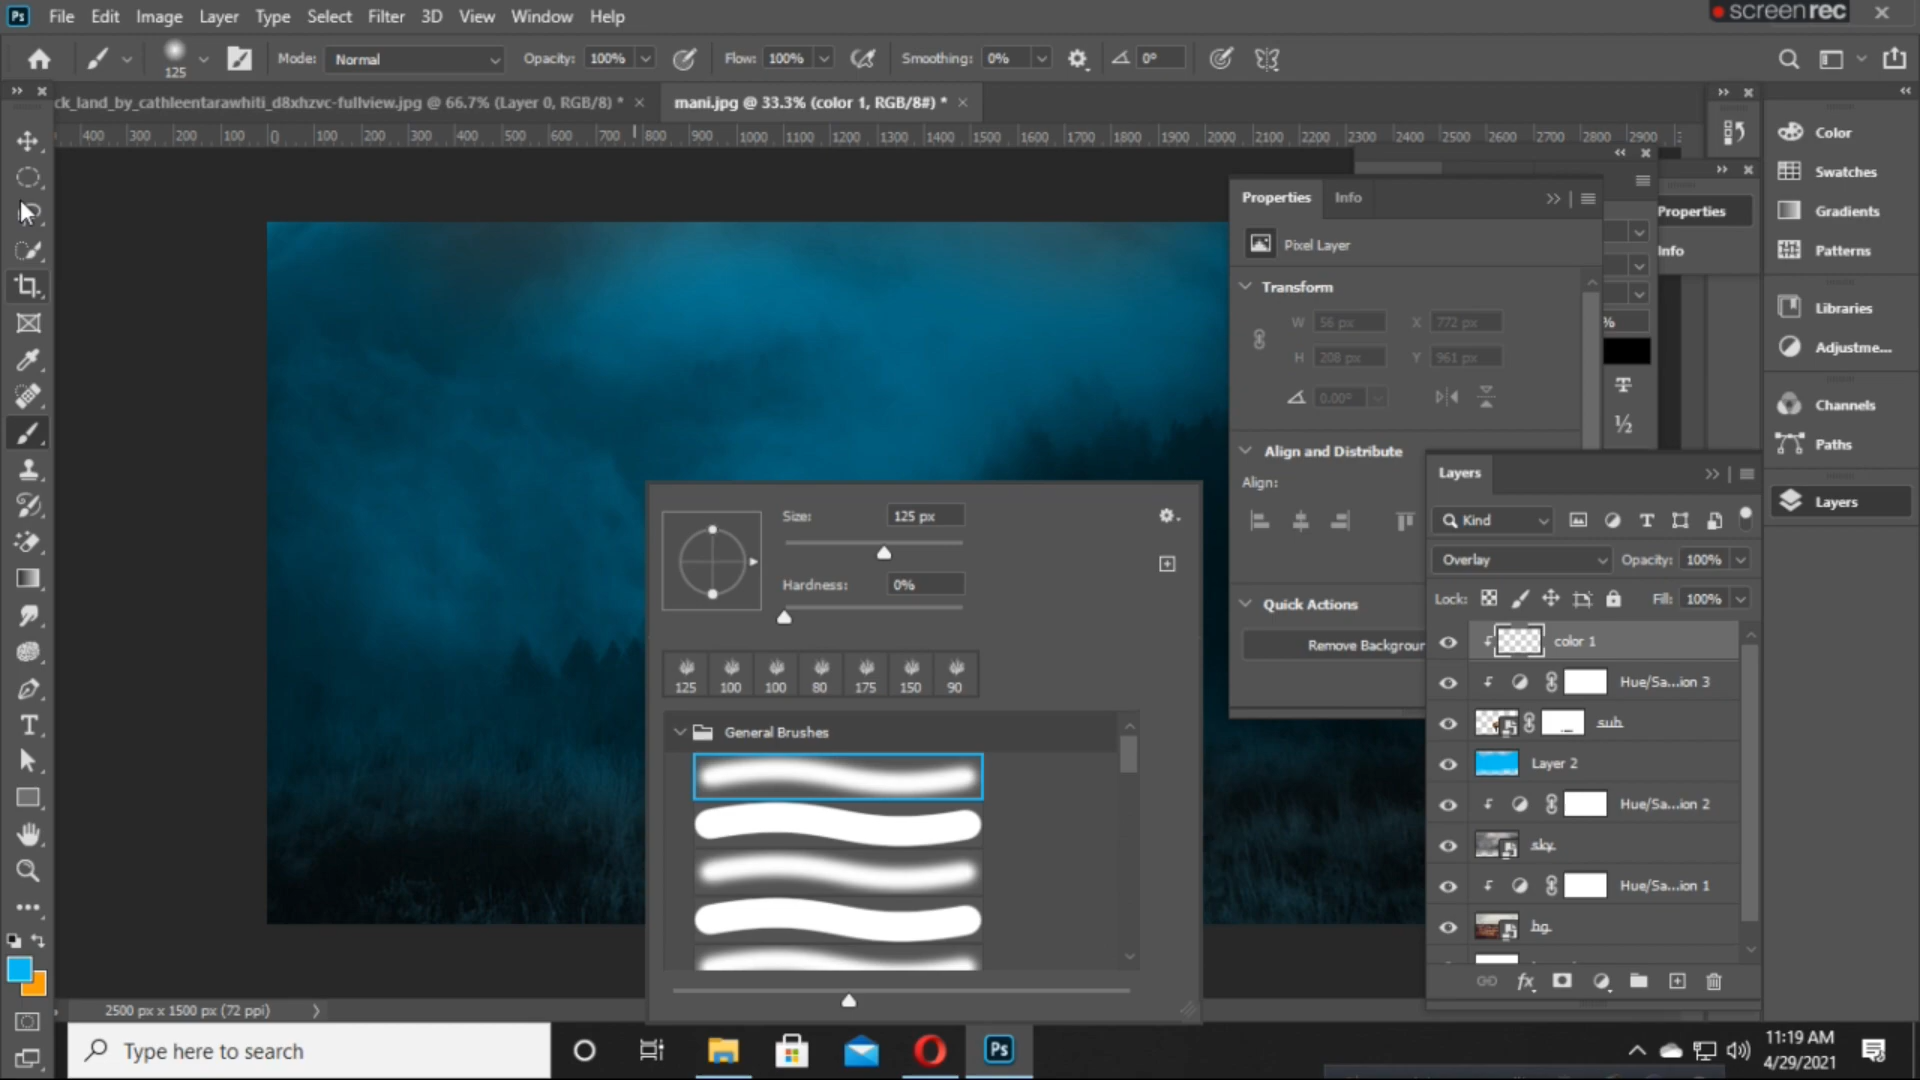 screenrec
Ps File Edit Image Layer Type Select Filter 3D View Window Help
125 Mode: Normal Opacity: 100% Flow: 100% Smoothing: 0% 0°
ck_land_by_cathleentarawhiti_d8xhzvc-fullview.jpg @ 66.7% (Layer 0, RGB/8) * mani.jpg @ 33.3% (color 1, RGB/8#) *
400 300 200 100 0 100 200 300 400 500 600 700 800 900 1000 1100 1200 1300 1400 1500 1600 1700 1800 1900 2000 2100 2200 2300 2400 2500 2600 2700 2800 2900
Properties Info
Pixel Layer
Transform
W 56 px X 772 px
H 208 px Y 961 px
0.00°
Align and Distribute
Align:
Quick Actions
Remove Backgroun
Properties
Info
%
½
Color
Swatches
Gradients
Patterns
Libraries
Adjustme...
Channels
Paths
Layers
Size: 125 px
Hardness: 0%
125 100 100 80 175 150 90
General Brushes
Layers
Kind
Overlay Opacity: 100%
Lock: Fill: 100%
color 1
Hue/Sa...ion 3
sub
Layer 2
Hue/Sa...ion 2
sky
Hue/Sa...ion 1
bg
fx
2500 px x 1500 px (72 ppi)
Type here to search
Ps
11:19 AM
4/29/2021